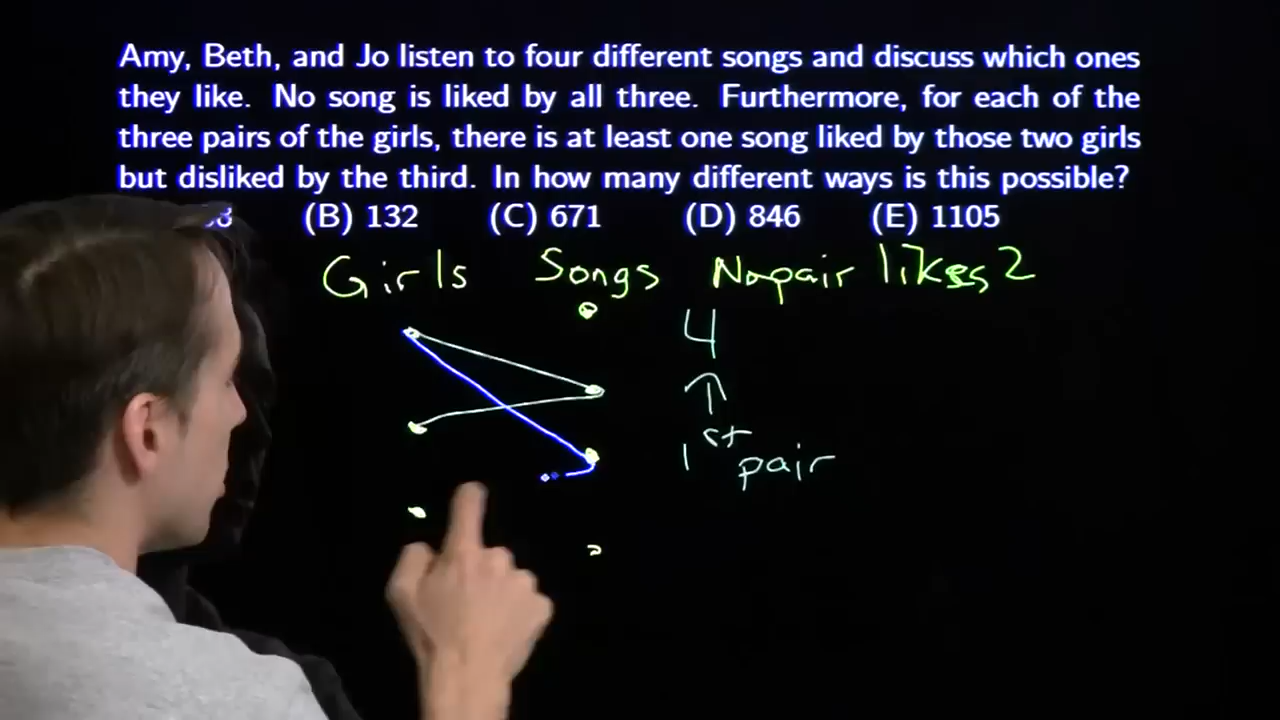 Amy, Beth, and Jo listen to four different songs and discuss which ones
they like. No song is liked by all three. Furthermore, for each of the
three pairs of the girls, there is at least one song liked by those two girls
but disliked by the third. In how many different ways is this possible?
(B) 132 (C) 671 (D) 846 (E) 1105
Girls Songs No pair likes 2
4
1st
pair